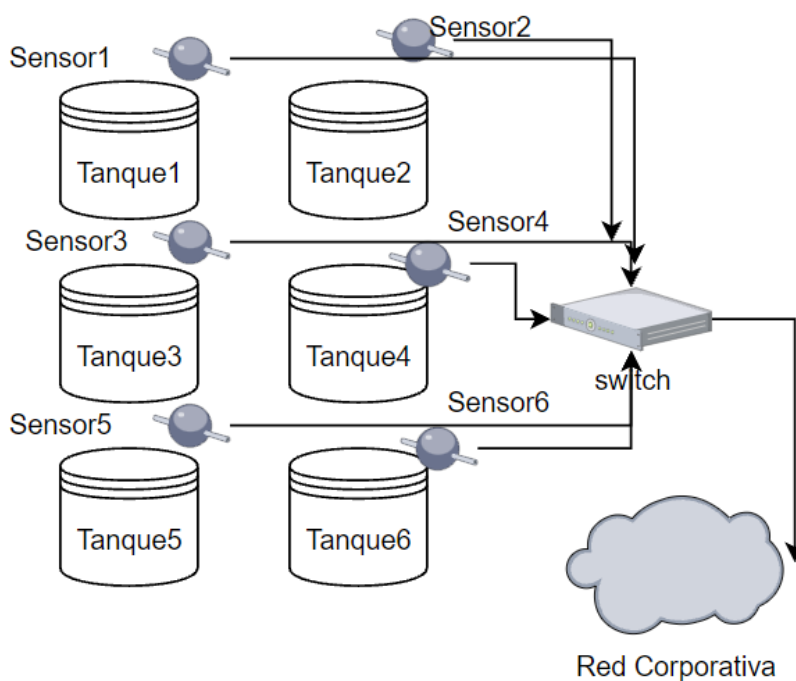 Sensor1
Sensor2
Tanque1
Tanque2
Sensor3
Sensor4
Tanque3
Tanque4
switch
Sensor5
Sensor6
Tanque5
Tanque6
Red Corporativa